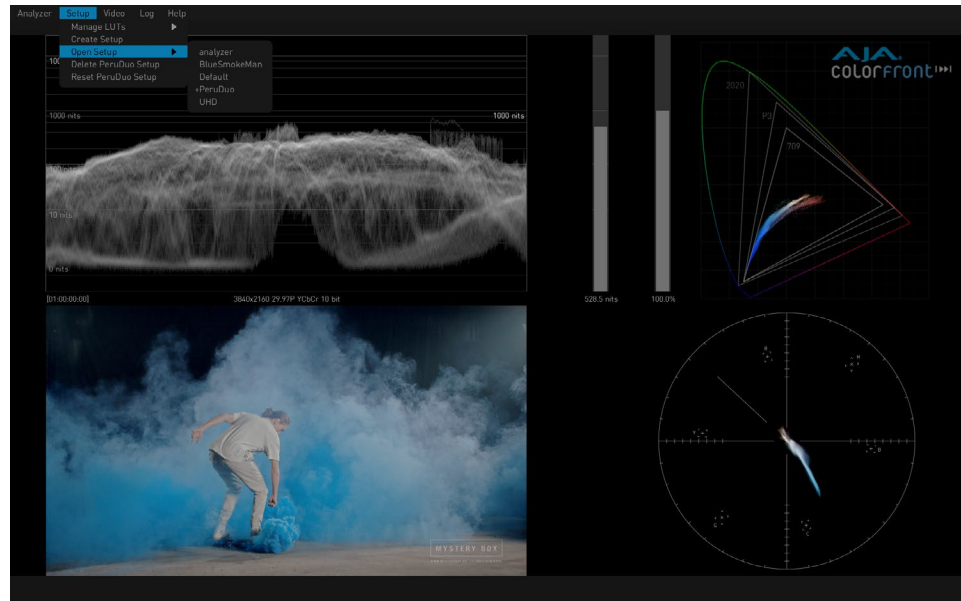 Analyzer Setup Video Log Help
Manage LUTs
Create Setup
Open Setup
Delete PeruDuo Setup
Reset PeruDuo Setup
analyzer
BlueSmokeMan
Default
+PeruDuo
UHD
1000 nits 1000 nits
10 nits
0 nits
[01:00:00:00] 3840x2160 29.97P YCbCr 10 bit
528.5 nits 100.0%
AJA
COLORFRONT
2020
P3
709
MYSTERY BOX